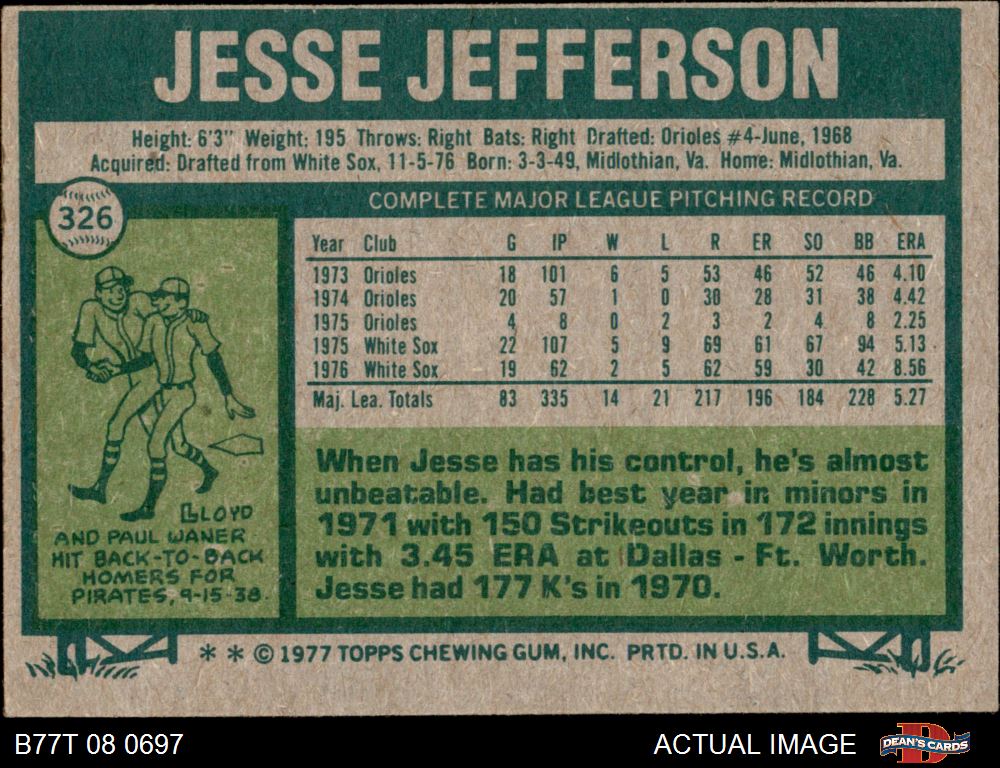 JESSE JEFFERSON
Height: 6'3" Weight: 195 Throws: Right Bats: Right Drafted: Orioles #4-June, 1968
Acquired: Drafted from White Sox, 11-5-76 Born: 3-3-49, Midlothian, Va. Home: Midlothian, Va.
326
COMPLETE MAJOR LEAGUE PITCHING RECORD
Year Club G IP W L R ER SO BB ERA
1973 Orioles 18 101 6 5 53 46 52 46 4.10
1974 Orioles 20 57 1 0 30 28 31 38 4.42
1975 Orioles 4 8 0 2 3 2 4 8 2.25
1975 White Sox 22 107 5 9 69 61 67 94 5.13
1976 White Sox 19 62 2 5 62 59 30 42 8.56
Maj. Lea. Totals 83 335 14 21 217 196 184 228 5.27
When Jesse has his control, he's almost
unbeatable. Had best year in minors in
1971 with 150 Strikeouts in 172 innings
with 3.45 ERA at Dallas - Ft. Worth.
Jesse had 177 K's in 1970.
LLOYD
AND PAUL WANER
HIT BACK-TO-BACK
HOMERS FOR
PIRATES, 9-15-38.
* * © 1977 TOPPS CHEWING GUM, INC. PRTD. IN U.S.A.
B77T 08 0697
ACTUAL IMAGE
DEAN'S CARDS